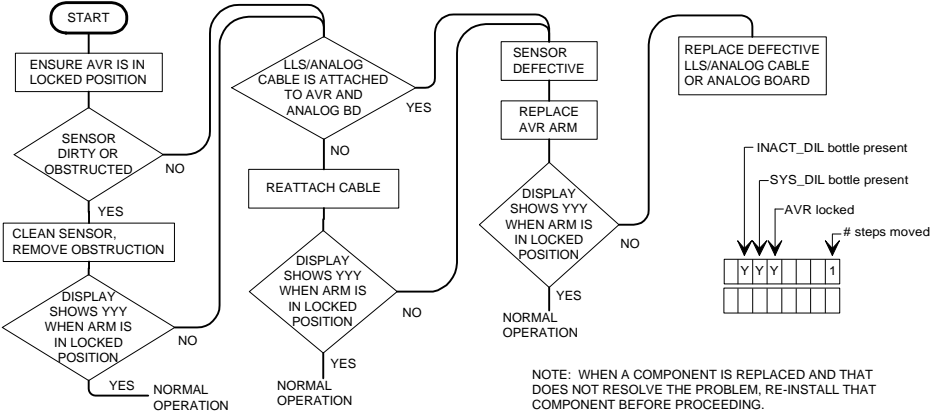 START
ENSURE AVR IS IN
LOCKED POSITION
SENSOR
DIRTY OR
OBSTRUCTED
NO
YES
CLEAN SENSOR,
REMOVE OBSTRUCTION
DISPLAY
SHOWS YYY
WHEN ARM IS
IN LOCKED
POSITION
NO
YES
NORMAL
OPERATION
LLS/ANALOG
CABLE IS ATTACHED
TO AVR AND
ANALOG BD
YES
NO
REATTACH CABLE
DISPLAY
SHOWS YYY
WHEN ARM IS
IN LOCKED
POSITION
NO
YES
NORMAL
OPERATION
SENSOR
DEFECTIVE
REPLACE
AVR ARM
DISPLAY
SHOWS YYY
WHEN ARM IS
IN LOCKED
POSITION
NO
YES
NORMAL
OPERATION
REPLACE DEFECTIVE
LLS/ANALOG CABLE
OR ANALOG BOARD
INACT_DIL bottle present
SYS_DIL bottle present
AVR locked
# steps moved
Y Y Y 1
NOTE: WHEN A COMPONENT IS REPLACED AND THAT
DOES NOT RESOLVE THE PROBLEM, RE-INSTALL THAT
COMPONENT BEFORE PROCEEDING.